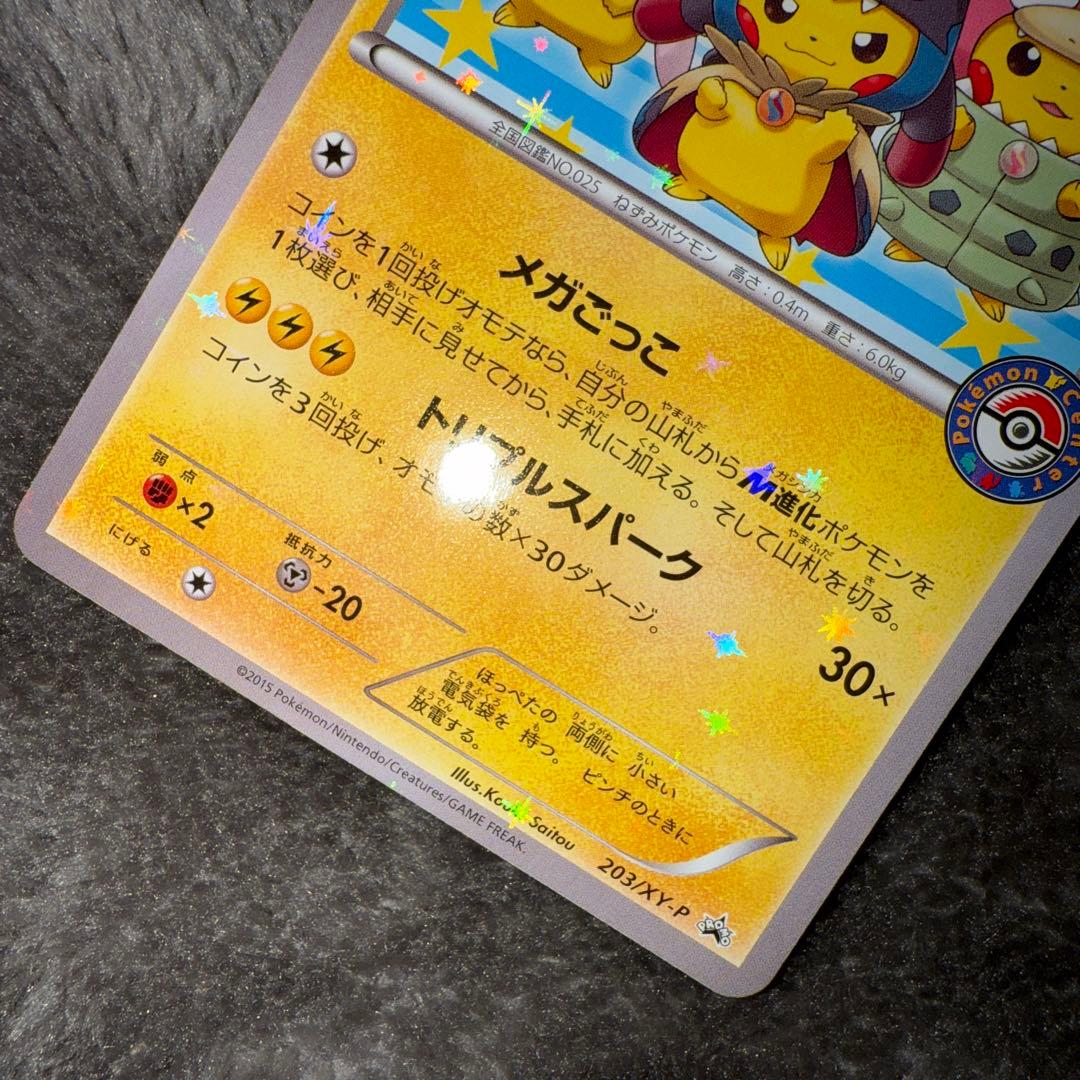 全国図鑑NO.025 ねずみポケモン 高さ:0.4m 重さ:6.0kg
Pokémon Center
メガごっこ
コインを1回投げオモテなら、自分の山札からM進化ポケモンを
1枚選び、相手に見せてから、手札に加える。そして山札を切る。
トリプルスパーク 30×
コインを3回投げ、オモテの数×30ダメージ。
弱点 抵抗力
×2 -20
にげる
ほっぺたの 両側に 小さい
電気袋を 持つ。 ピンチのときに
放電する。
Illus.Kouki Saitou
©2015 Pokémon/Nintendo/Creatures/GAME FREAK.
203/XY-P
PROMO